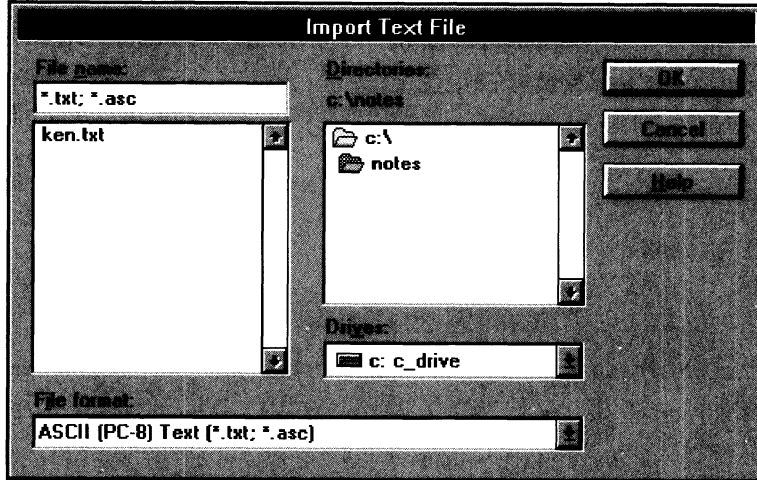 Import Text File
File name:
*.txt; *.asc
ken.txt
Directories:
c:\notes
c:\
notes
Drives:
c: c_drive
File format:
ASCII (PC-8) Text (*.txt; *.asc)
OK
Cancel
Help